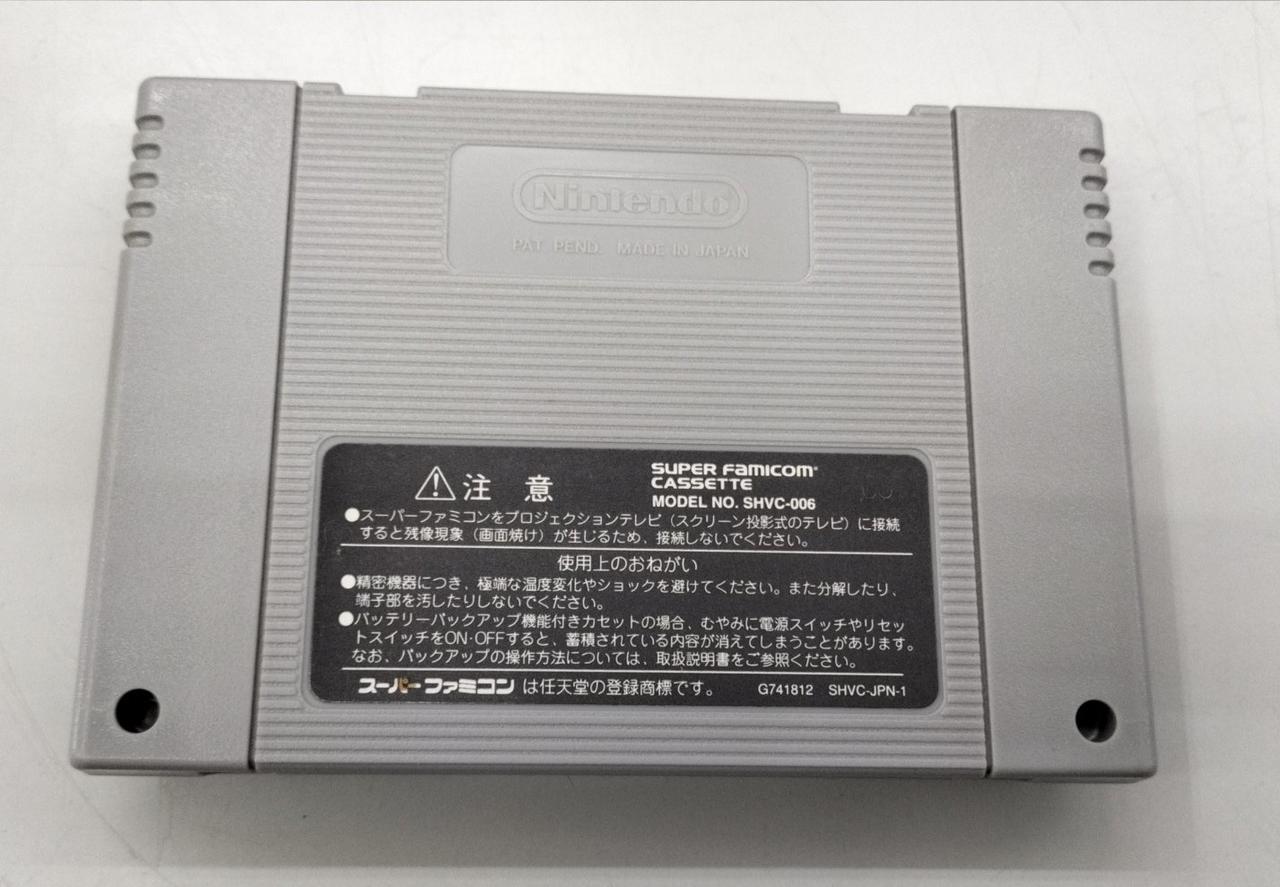 Nintendo
PAT. PEND. MADE IN JAPAN
注 意
SUPER FAMICOM
CASSETTE
MODEL NO. SHVC-006
●スーパーファミコンをプロジェクションテレビ(スクリーン投影式のテレビ)に接続
すると残像現象(画面焼け)が生じるため、接続しないでください。
使用上のおねがい
●精密機器につき、極端な温度変化やショックを避けてください。また分解したり、
端子部を汚したりしないでください。
●バッテリーバックアップ機能付きカセットの場合、むやみに電源スイッチやリセッ
トスイッチをON・OFFすると、蓄積されている内容が消えてしまうことがあります。
なお、バックアップの操作方法については、取扱説明書をご参照ください。
スーパーファミコン は任天堂の登録商標です。 G741812 SHVC-JPN-1